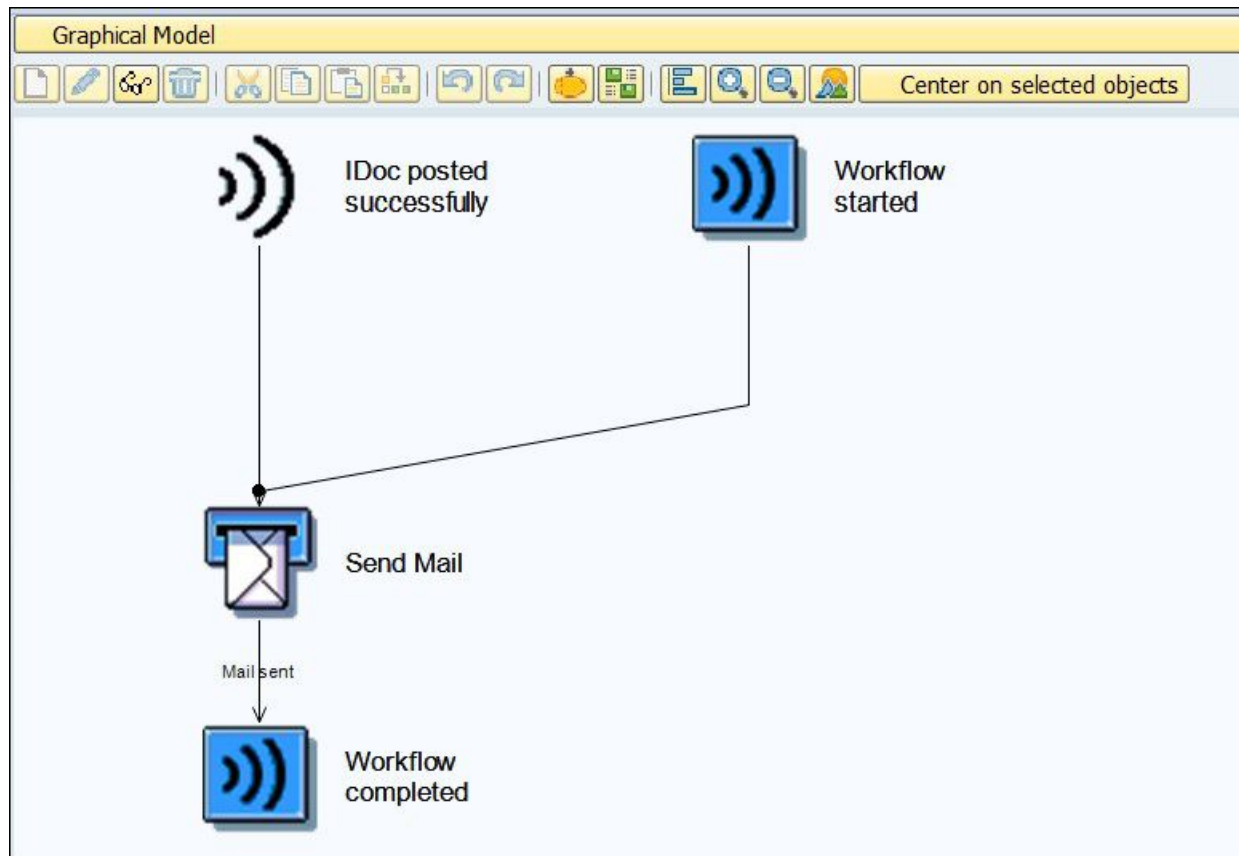 Graphical Model
Center on selected objects
IDoc posted
successfully
Workflow
started
Send Mail
Mail sent
Workflow
completed